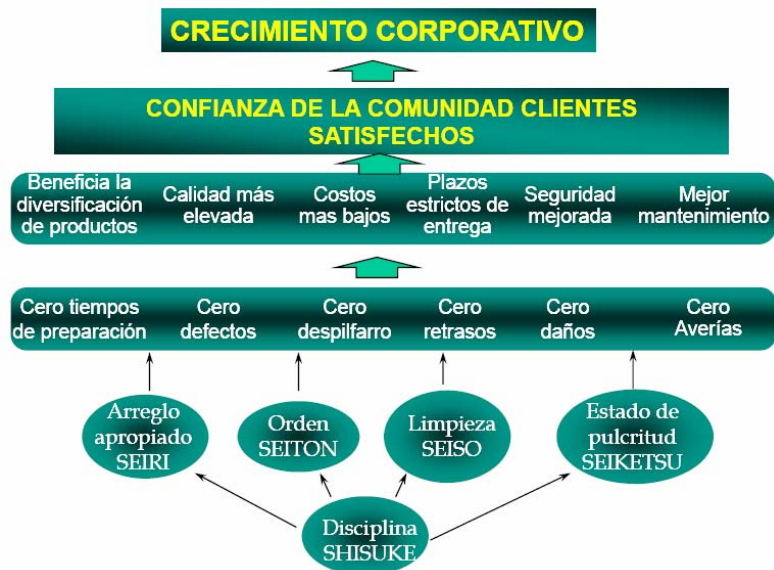 CRECIMIENTO CORPORATIVO
CONFIANZA DE LA COMUNIDAD CLIENTES
SATISFECHOS
Beneficia la
diversificación
de productos
Calidad más
elevada
Costos
mas bajos
Plazos
estrictos de
entrega
Seguridad
mejorada
Mejor
mantenimiento
Cero tiempos
de preparación
Cero
defectos
Cero
despilfarro
Cero
retrasos
Cero
daños
Cero
Averías
Arreglo
apropiado
SEIRI
Orden
SEITON
Limpieza
SEISO
Estado de
pulcritud
SEIKETSU
Disciplina
SHISUKE